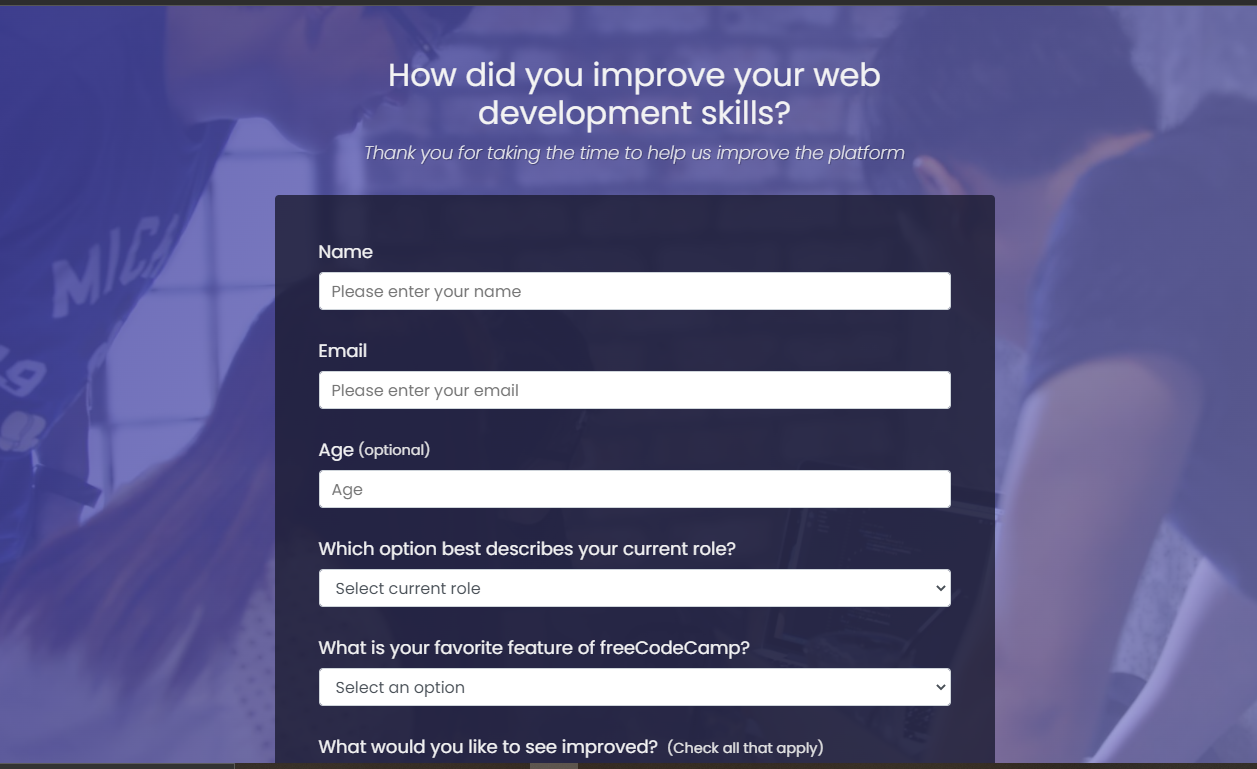 How did you improve your web
development skills?
Thank you for taking the time to help us improve the platform
Name
Please enter your name
Email
Please enter your email
Age (optional)
Age
Which option best describes your current role?
Select current role
What is your favorite feature of freeCodeCamp?
Select an option
What would you like to see improved? (Check all that apply)
MICH
19